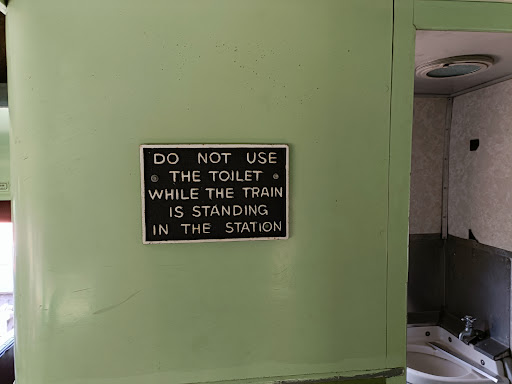 DO NOT USE
THE TOILET
WHILE THE TRAIN
IS STANDING
IN THE STATION